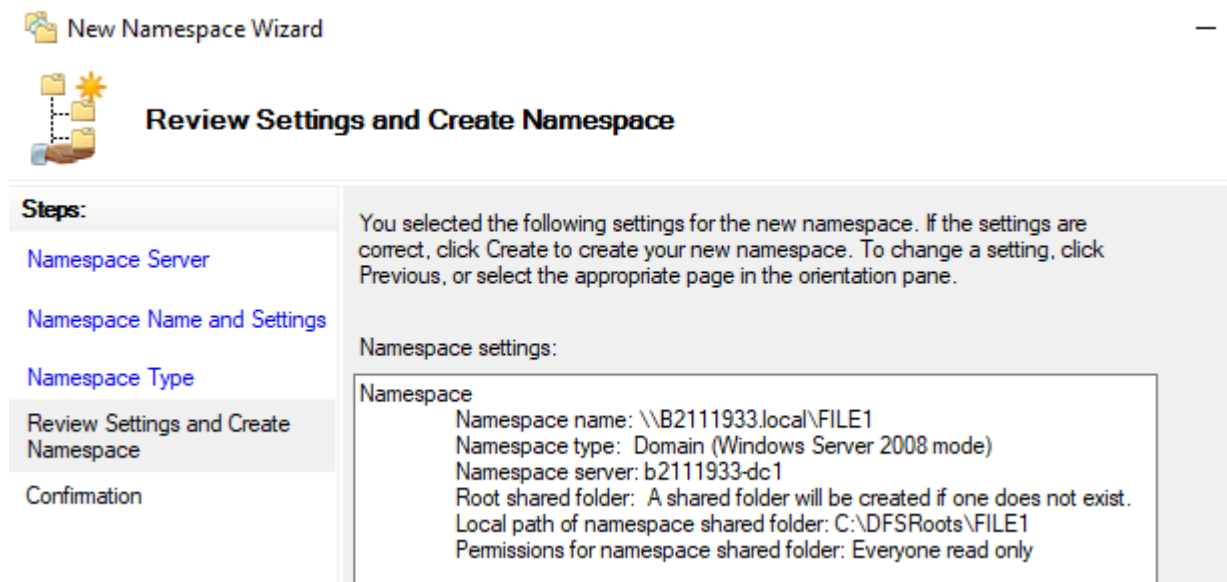 New Namespace Wizard
Review Settings and Create Namespace
Steps:
Namespace Server
Namespace Name and Settings
Namespace Type
Review Settings and Create
Namespace
Confirmation
You selected the following settings for the new namespace. If the settings are
correct, click Create to create your new namespace. To change a setting, click
Previous, or select the appropriate page in the orientation pane.
Namespace settings:
Namespace
Namespace name: \\B2111933.local\FILE1
Namespace type:  Domain (Windows Server 2008 mode)
Namespace server: b2111933-dc1
Root shared folder:  A shared folder will be created if one does not exist.
Local path of namespace shared folder: C:\DFSRoots\FILE1
Permissions for namespace shared folder: Everyone read only